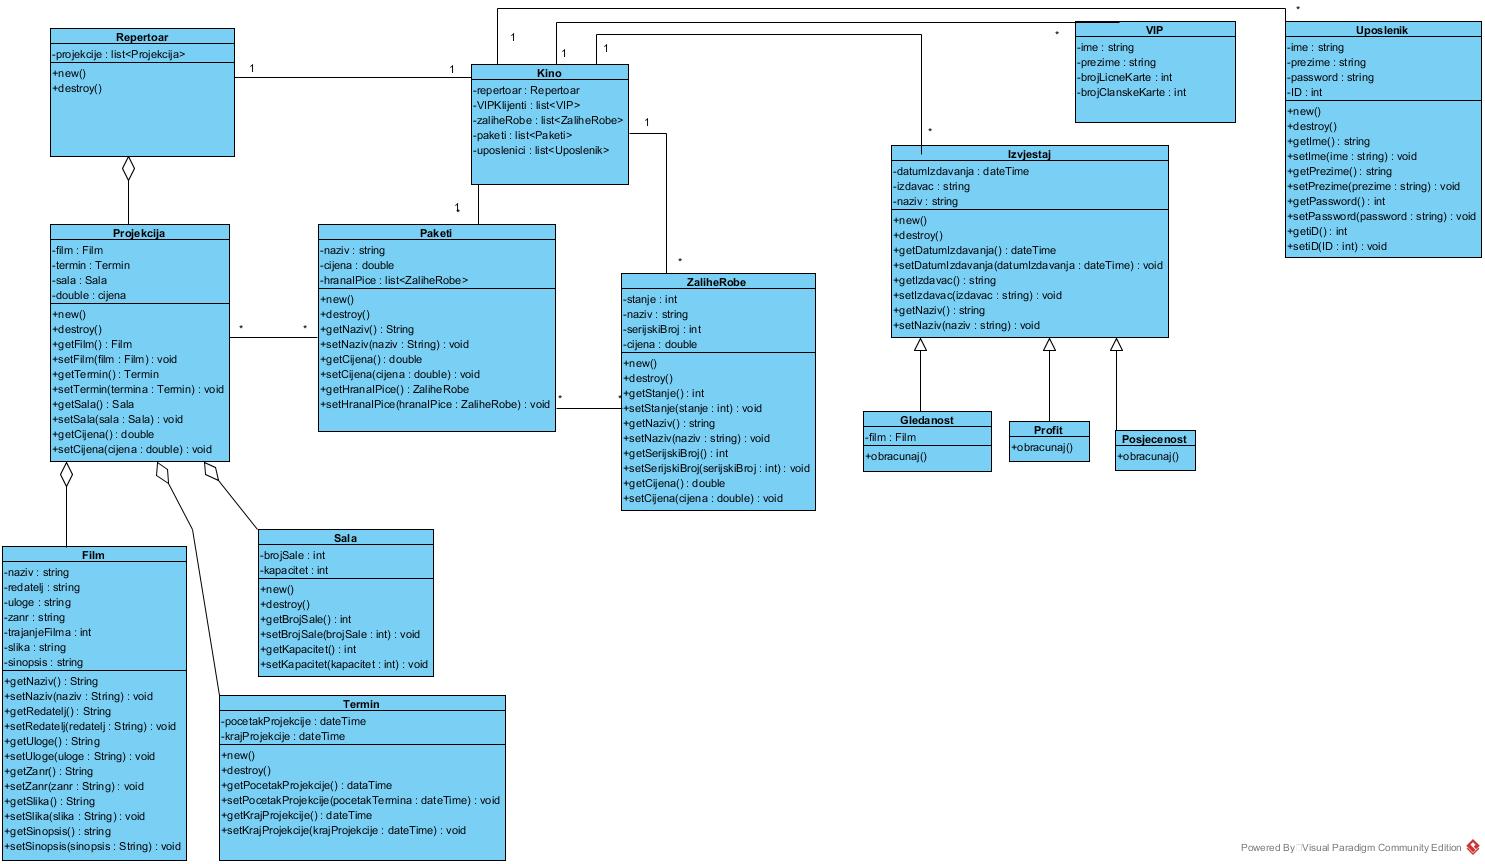 Repertoar
-projekcije : list<Projekcija>
+new()
+destroy()
1
1
Kino
-repertoar : Repertoar
-VIPKlijenti : list<VIP>
-zaliheRobe : list<ZaliheRobe>
-paketi : list<Paketi>
-uposlenici : list<Uposlenik>
1
1
1
1
1
*
*
*
*
VIP
-ime : string
-prezime : string
-brojLicneKarte : int
-brojClanskeKarte : int
Uposlenik
-ime : string
-prezime : string
-password : string
-ID : int
+new()
+destroy()
+getIme() : string
+setIme(ime : string) : void
+getPrezime() : string
+setPrezime(prezime : string) : void
+getPassword() : int
+setPassword(password : string) : void
+getiD() : int
+setiD(ID : int) : void
Izvjestaj
-datumIzdavanja : dateTime
-izdavac : string
-naziv : string
+new()
+destroy()
+getDatumIzdavanja() : dateTime
+setDatumIzdavanja(datumIzdavanja : dateTime) : void
+getIzdavac() : string
+setIzdavac(izdavac : string) : void
+getNaziv() : string
+setNaziv(naziv : string) : void
Projekcija
-film : Film
-termin : Termin
-sala : Sala
-double : cijena
+new()
+destroy()
+getFilm() : Film
+setFilm(film : Film) : void
+getTermin() : Termin
+setTermin(termina : Termin) : void
+getSala() : Sala
+setSala(sala : Sala) : void
+getCijena() : double
+setCijena(cijena : double) : void
*
*
Paketi
-naziv : string
-cijena : double
-hranaIPice : list<ZaliheRobe>
+new()
+destroy()
+getNaziv() : String
+setNaziv(naziv : String) : void
+getCijena() : double
+setCijena(cijena : double) : void
+getHranaIPice() : ZaliheRobe
+setHranaIPice(hranaIPice : ZaliheRobe) : void
*
*
ZaliheRobe
-stanje : int
-naziv : string
-serijskiBroj : int
-cijena : double
+new()
+destroy()
+getStanje() : int
+setStanje(stanje : int) : void
+getNaziv() : string
+setNaziv(naziv : string) : void
+getSerijskiBroj() : int
+setSerijskiBroj(serijskiBroj : int) : void
+getCijena() : double
+setCijena(cijena : double) : void
Gledanost
-film : Film
+obracunaj()
Profit
+obracunaj()
Posjecenost
+obracunaj()
Sala
-brojSale : int
-kapacitet : int
+new()
+destroy()
+getBrojSale() : int
+setBrojSale(brojSale : int) : void
+getKapacitet() : int
+setKapacitet(kapacitet : int) : void
Film
-naziv : string
-redatelj : string
-uloge : string
-zanr : string
-trajanjeFilma : int
-slika : string
-sinopsis : string
+getNaziv() : String
+setNaziv(naziv : String) : void
+getRedatelj() : String
+setRedatelj(redatelj : String) : void
+getUloge() : String
+setUloge(uloge : String) : void
+getZanr() : String
+setZanr(zanr : String) : void
+getSlika() : String
+setSlika(slika : String) : void
+getSinopsis() : string
+setSinopsis(sinopsis : String) : void
Termin
-pocetakProjekcije : dateTime
-krajProjekcije : dateTime
+new()
+destroy()
+getPocetakProjekcije() : dataTime
+setPocetakProjekcije(pocetakTermina : dateTime) : void
+getKrajProjekcije() : dateTime
+setKrajProjekcije(krajProjekcije : dateTime) : void
Powered By Visual Paradigm Community Edition